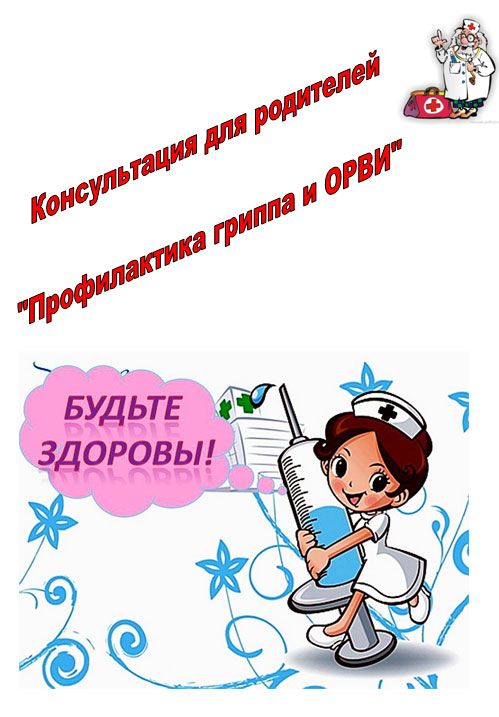 Консультация для родителей
"Профилактика гриппа и ОРВИ"
БУДЬТЕ
ЗДОРОВЫ!